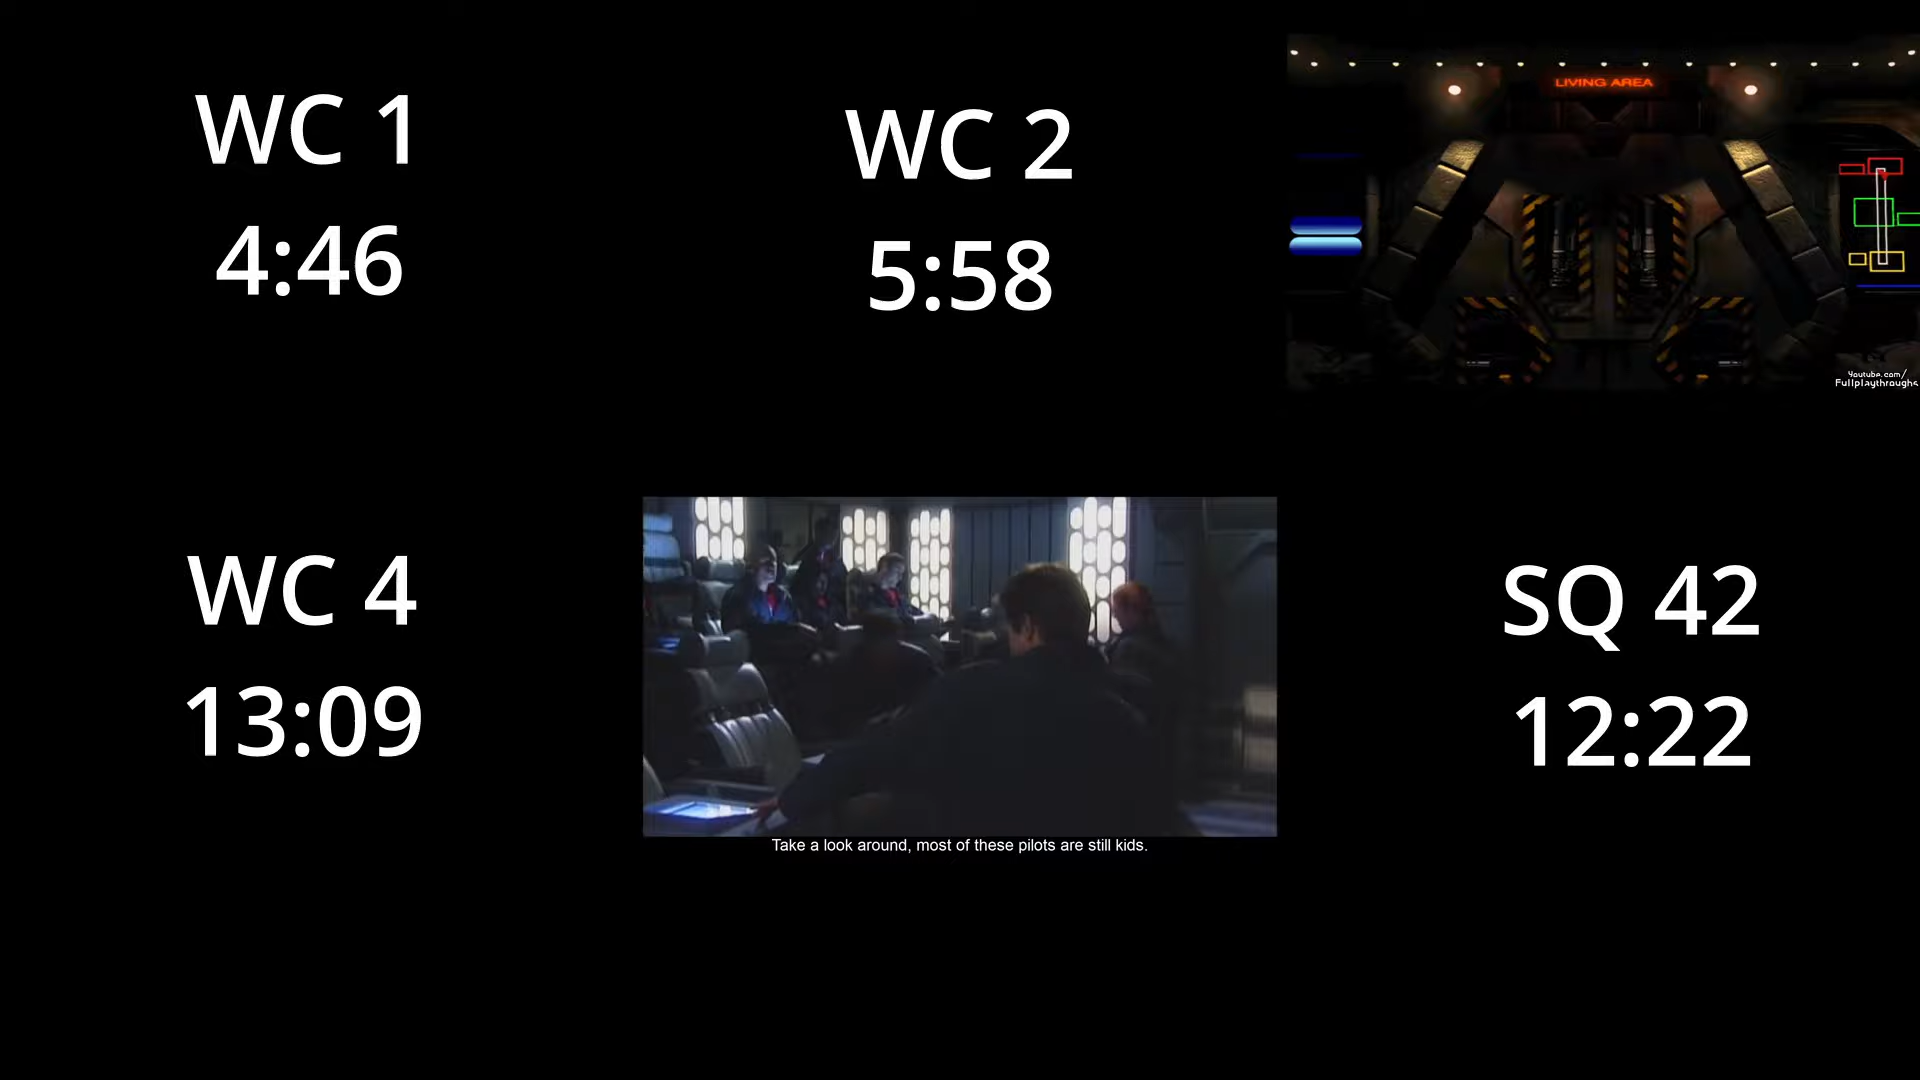 WC 1
4:46
WC 2
5:58
LIVING AREA
Youtube.com/
Fullplaythroughs
WC 4
13:09
Take a look around, most of these pilots are still kids.
SQ 42
12:22